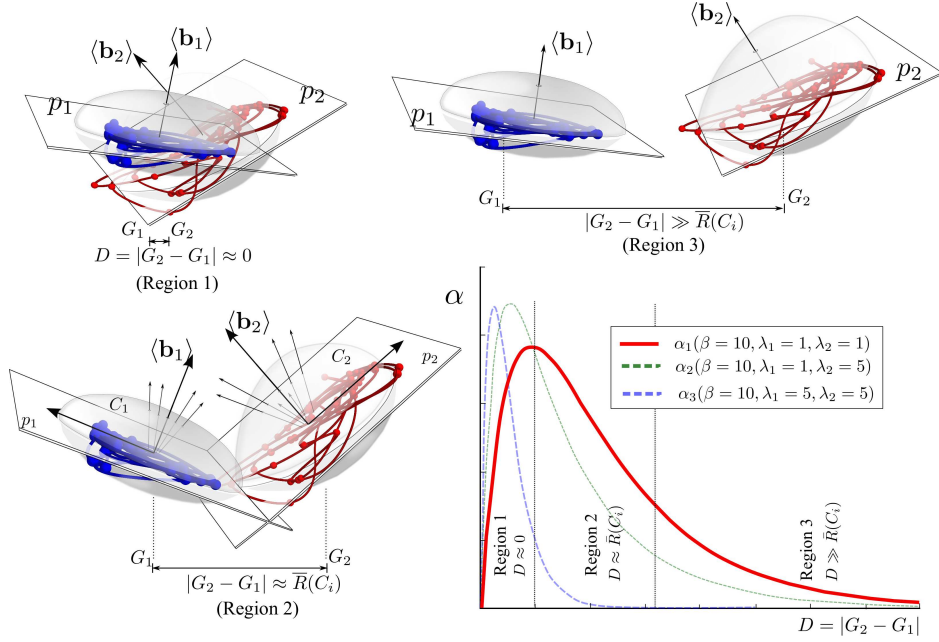 ⟨b₂⟩
⟨b₁⟩
p₁
p₂
G₁ G₂
D = |G₂ − G₁| ≈ 0
(Region 1)
⟨b₁⟩
⟨b₂⟩
p₁
p₂
G₁
G₂
|G₂ − G₁| ≫ R̅(Cᵢ)
(Region 3)
⟨b₁⟩
⟨b₂⟩
C₁
C₂
p₁
p₂
G₁
G₂
|G₂ − G₁| ≈ R̅(Cᵢ)
(Region 2)
α
α₁(β = 10, λ₁ = 1, λ₂ = 1)
α₂(β = 10, λ₁ = 1, λ₂ = 5)
α₃(β = 10, λ₁ = 5, λ₂ = 5)
Region 1
D ≈ 0
Region 2
D ≈ R̄(Cᵢ)
Region 3
D ≫ R̄(Cᵢ)
D = |G₂ − G₁|